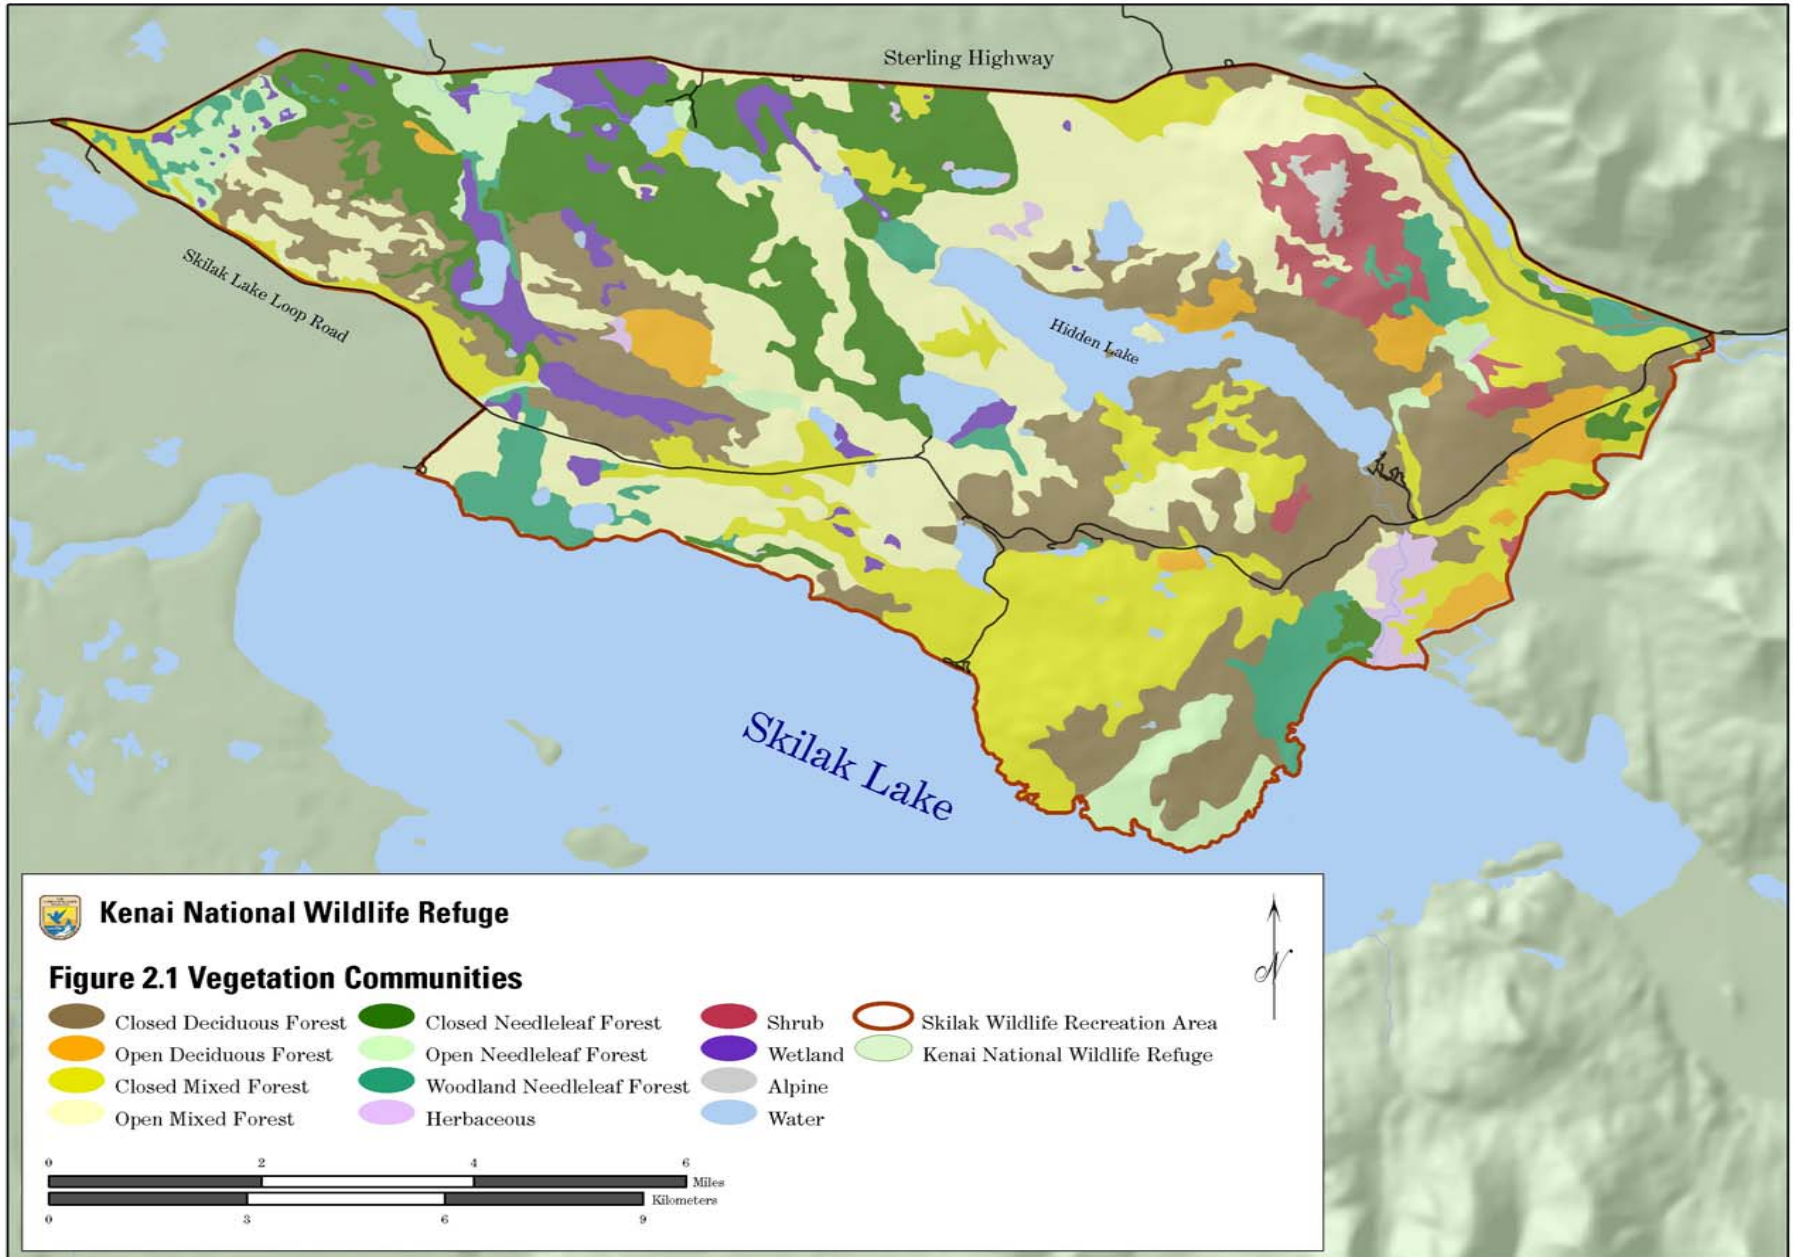 Sterling Highway
Skilak Lake Loop Road
Hidden Lake
Skilak Lake
Kenai National Wildlife Refuge
Figure 2.1 Vegetation Communities
Closed Deciduous Forest
Open Deciduous Forest
Closed Mixed Forest
Open Mixed Forest
Closed Needleleaf Forest
Open Needleleaf Forest
Woodland Needleleaf Forest
Herbaceous
Shrub
Wetland
Alpine
Water
Skilak Wildlife Recreation Area
Kenai National Wildlife Refuge
N
0 2 4 6
Miles
Kilometers
0 3 6 9